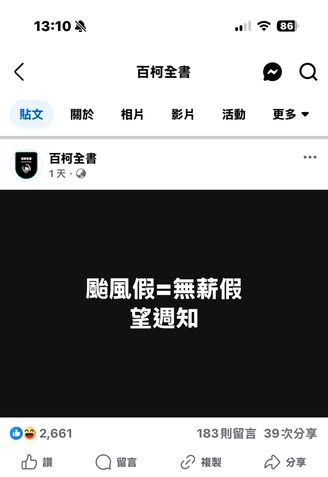 13:10
86
百柯全書
貼文 關於 相片 影片 活動 更多
百柯全書
1 天
颱風假=無薪假
望週知
2,661 183則留言 39次分享
讚 留言 複製 分享